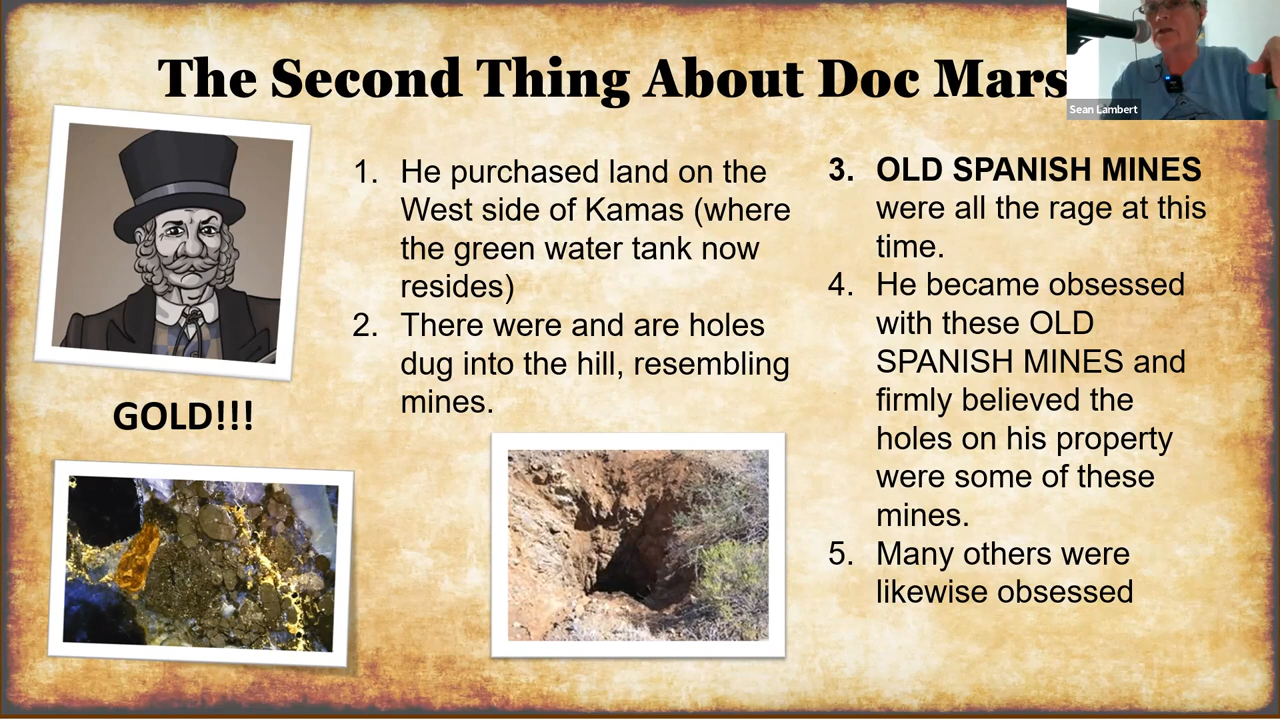 The Second Thing About Doc Mars
Sean Lambert
1. He purchased land on the
West side of Kamas (where
the green water tank now
resides)
2. There were and are holes
dug into the hill, resembling
mines.
3. OLD SPANISH MINES
were all the rage at this
time.
4. He became obsessed
with these OLD
SPANISH MINES and
firmly believed the
holes on his property
were some of these
mines.
5. Many others were
likewise obsessed
GOLD!!!